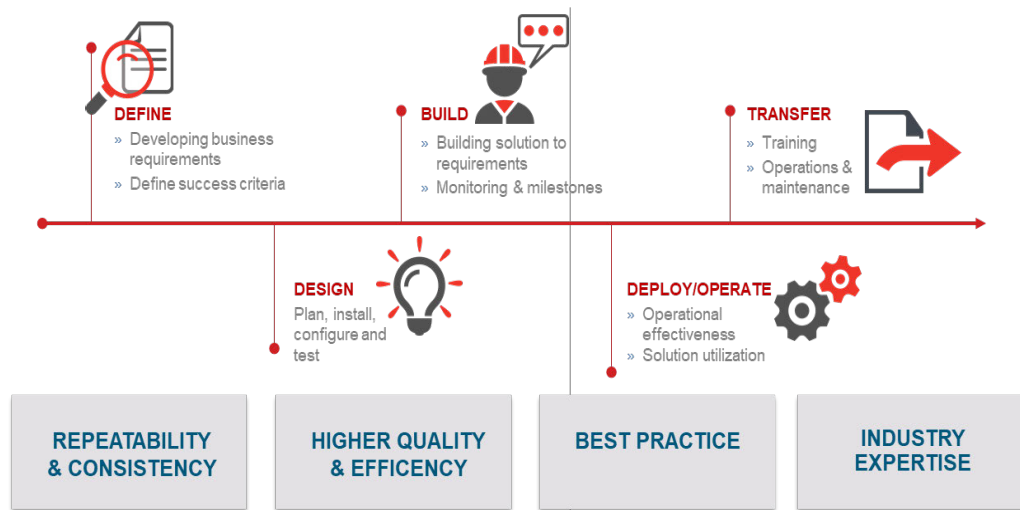 DEFINE
» Developing business
requirements
» Define success criteria
BUILD
» Building solution to
requirements
» Monitoring & milestones
TRANSFER
» Training
» Operations &
maintenance
DESIGN
Plan, install,
configure and
test
DEPLOY/OPERATE
» Operational
effectiveness
» Solution utilization
REPEATABILITY
& CONSISTENCY
HIGHER QUALITY
& EFFICENCY
BEST PRACTICE
INDUSTRY
EXPERTISE